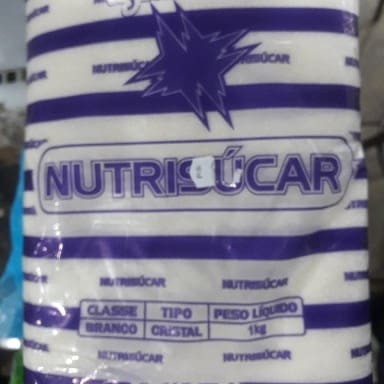 NUTRISÚCAR
NUTRISÚCAR
NUTRISÚCAR NUTRISÚCAR
CLASSE TIPO PESO LÍQUIDO
BRANCO CRISTAL 1kg
NUTRISÚCAR NUTRISÚCAR